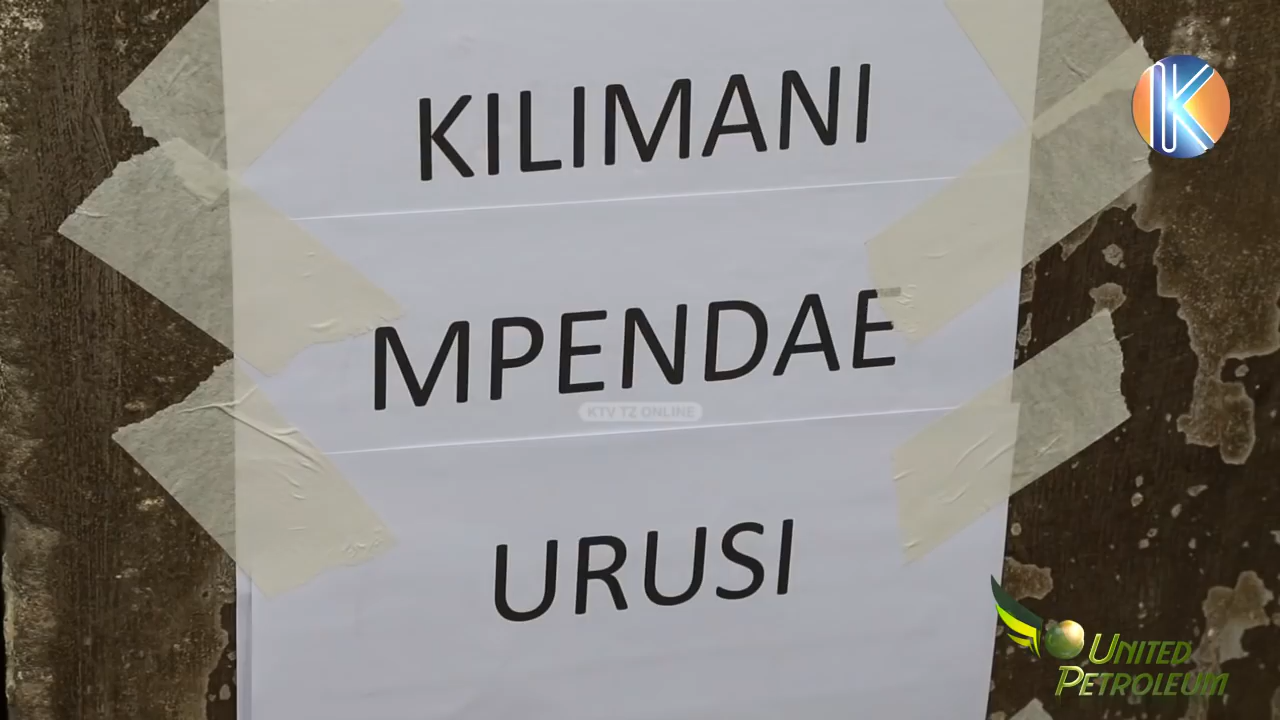 KILIMANI
MPENDAE
KTV TZ ONLINE
URUSI
UNITED
PETROLEUM